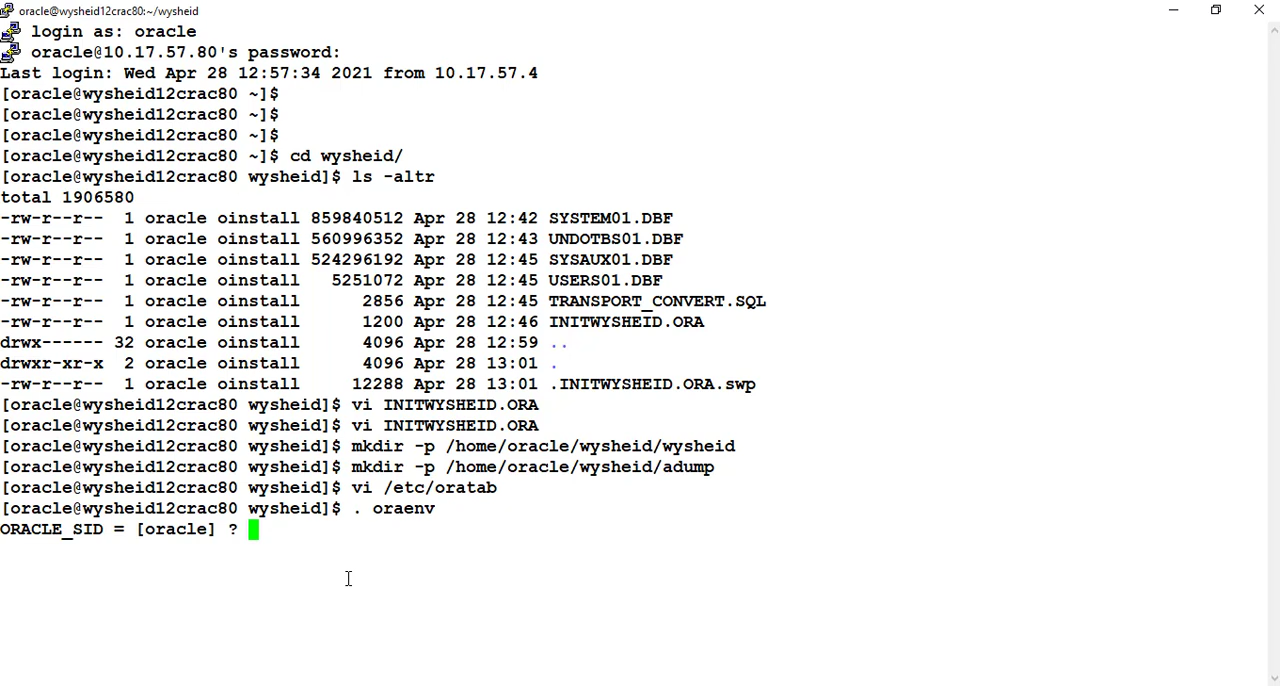 oracle@wysheid12crac80:~/wysheid
login as: oracle
oracle@10.17.57.80's password:
Last login: Wed Apr 28 12:57:34 2021 from 10.17.57.4
[oracle@wysheid12crac80 ~]$
[oracle@wysheid12crac80 ~]$
[oracle@wysheid12crac80 ~]$
[oracle@wysheid12crac80 ~]$ cd wysheid/
[oracle@wysheid12crac80 wysheid]$ ls -altr
total 1906580
-rw-r--r--  1 oracle oinstall 859840512 Apr 28 12:42 SYSTEM01.DBF
-rw-r--r--  1 oracle oinstall 560996352 Apr 28 12:43 UNDOTBS01.DBF
-rw-r--r--  1 oracle oinstall 524296192 Apr 28 12:45 SYSAUX01.DBF
-rw-r--r--  1 oracle oinstall   5251072 Apr 28 12:45 USERS01.DBF
-rw-r--r--  1 oracle oinstall      2856 Apr 28 12:45 TRANSPORT_CONVERT.SQL
-rw-r--r--  1 oracle oinstall      1200 Apr 28 12:46 INITWYSHEID.ORA
drwx------ 32 oracle oinstall      4096 Apr 28 12:59 ..
drwxr-xr-x  2 oracle oinstall      4096 Apr 28 13:01 .
-rw-r--r--  1 oracle oinstall     12288 Apr 28 13:01 .INITWYSHEID.ORA.swp
[oracle@wysheid12crac80 wysheid]$ vi INITWYSHEID.ORA
[oracle@wysheid12crac80 wysheid]$ vi INITWYSHEID.ORA
[oracle@wysheid12crac80 wysheid]$ mkdir -p /home/oracle/wysheid/wysheid
[oracle@wysheid12crac80 wysheid]$ mkdir -p /home/oracle/wysheid/adump
[oracle@wysheid12crac80 wysheid]$ vi /etc/oratab
[oracle@wysheid12crac80 wysheid]$ . oraenv
ORACLE_SID = [oracle] ?